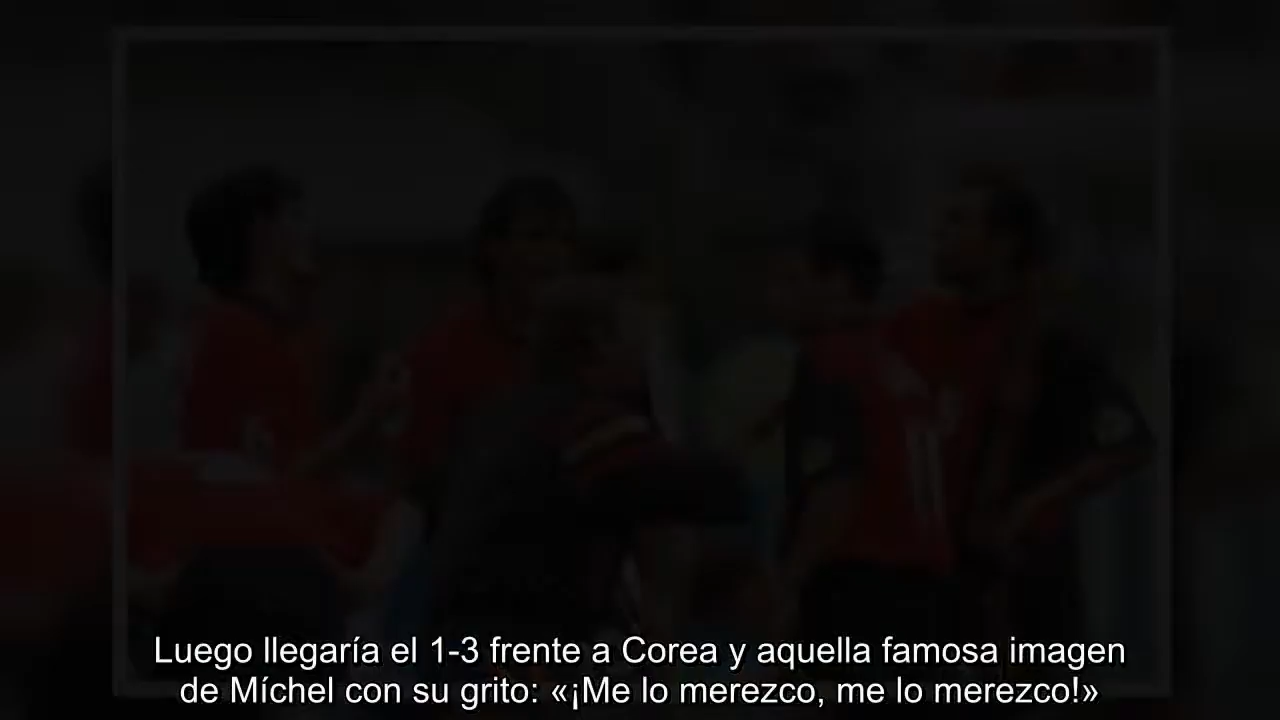 Luego llegaría el 1-3 frente a Corea y aquella famosa imagen
de Míchel con su grito: «¡Me lo merezco, me lo merezco!»